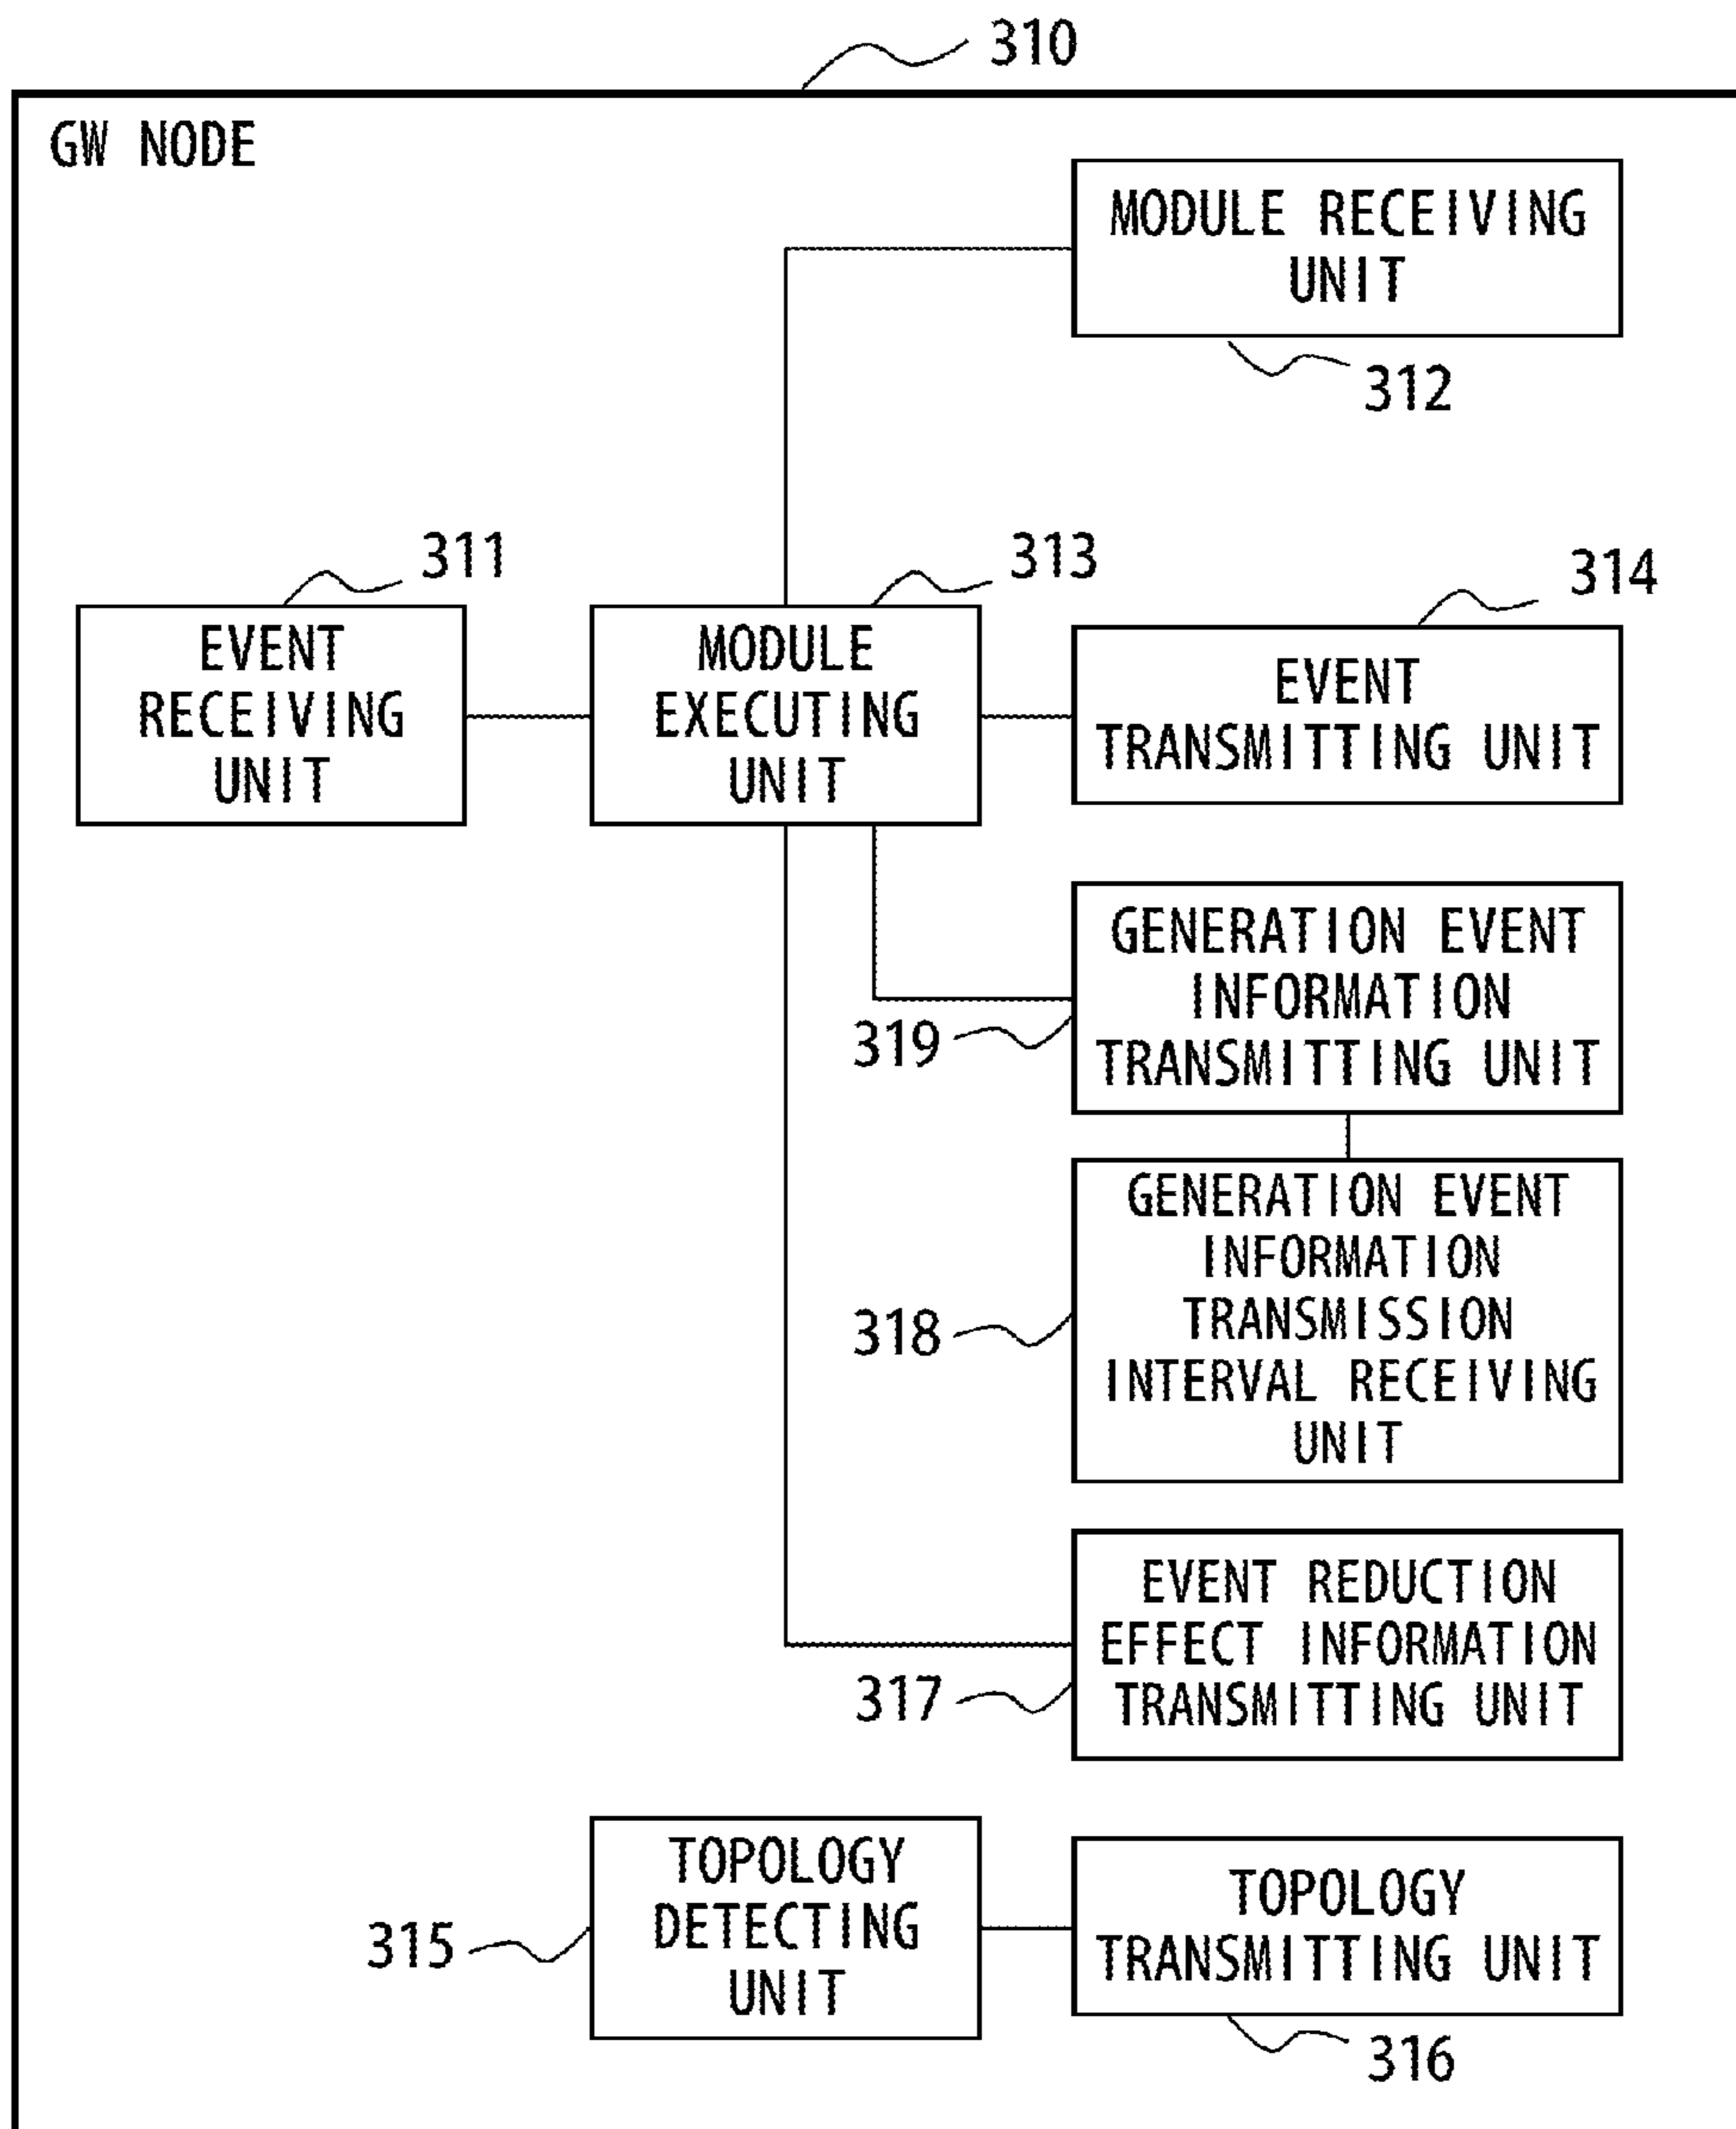 310
GW NODE
MODULE RECEIVING
UNIT
312
311
313
314
EVENT
RECEIVING
UNIT
MODULE
EXECUTING
UNIT
EVENT
TRANSMITTING UNIT
GENERATION EVENT
INFORMATION
TRANSMITTING UNIT
319
GENERATION EVENT
INFORMATION
TRANSMISSION
INTERVAL RECEIVING
UNIT
318
EVENT REDUCTION
EFFECT INFORMATION
TRANSMITTING UNIT
317
TOPOLOGY
DETECTING
UNIT
315
TOPOLOGY
TRANSMITTING UNIT
316